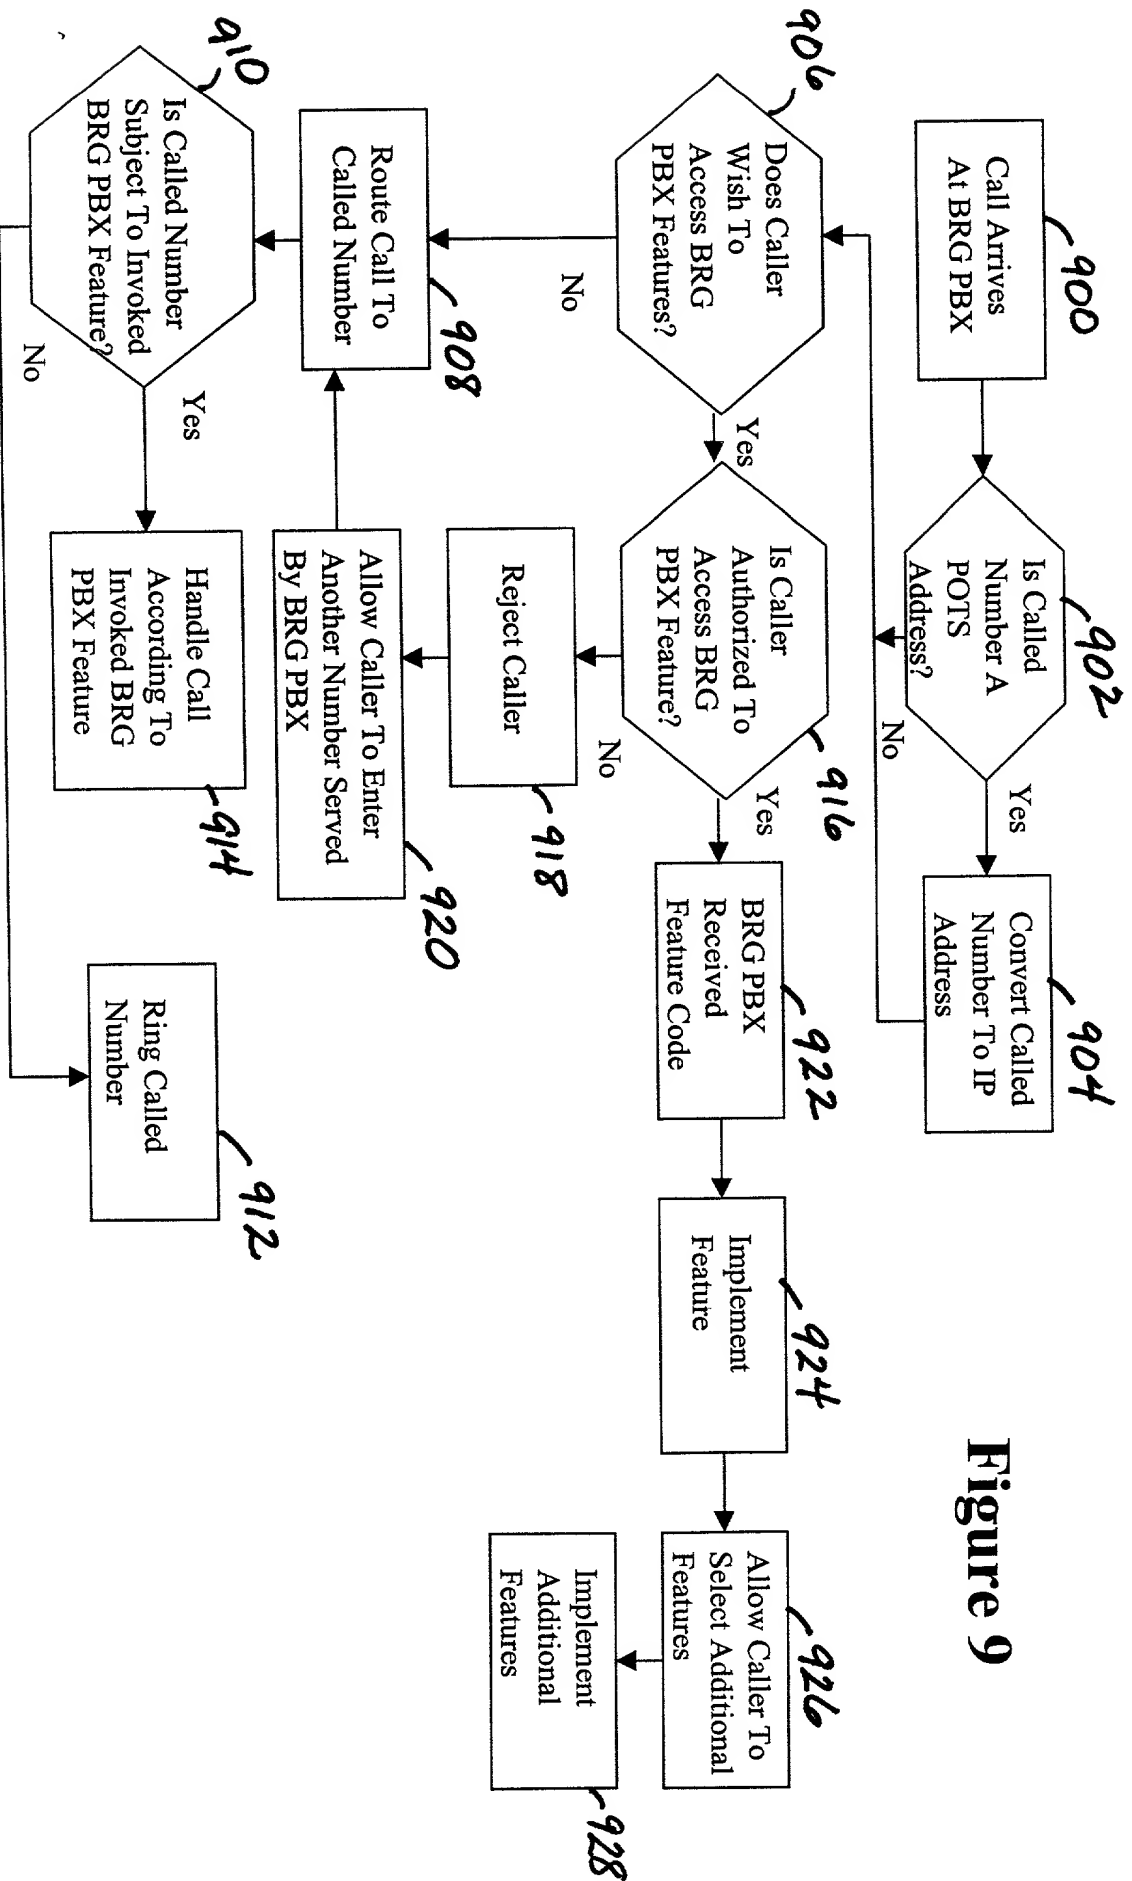 Figure 9
900
Call Arrives
At BRG PBX
902
Is Called
Number A
POTS
Address?
Yes
No
904
Convert Called
Number To IP
Address
906
Does Caller
Wish To
Access BRG
PBX Features?
Yes
No
916
Is Caller
Authorized To
Access BRG
PBX Feature?
Yes
No
922
BRG PBX
Received
Feature Code
924
Implement
Feature
926
Allow Caller To
Select Additional
Features
928
Implement
Additional
Features
908
Route Call To
Called Number
918
Reject Caller
920
Allow Caller To Enter
Another Number Served
By BRG PBX
910
Is Called Number
Subject To Invoked
BRG PBX Feature?
Yes
No
914
Handle Call
According To
Invoked BRG
PBX Feature
912
Ring Called
Number